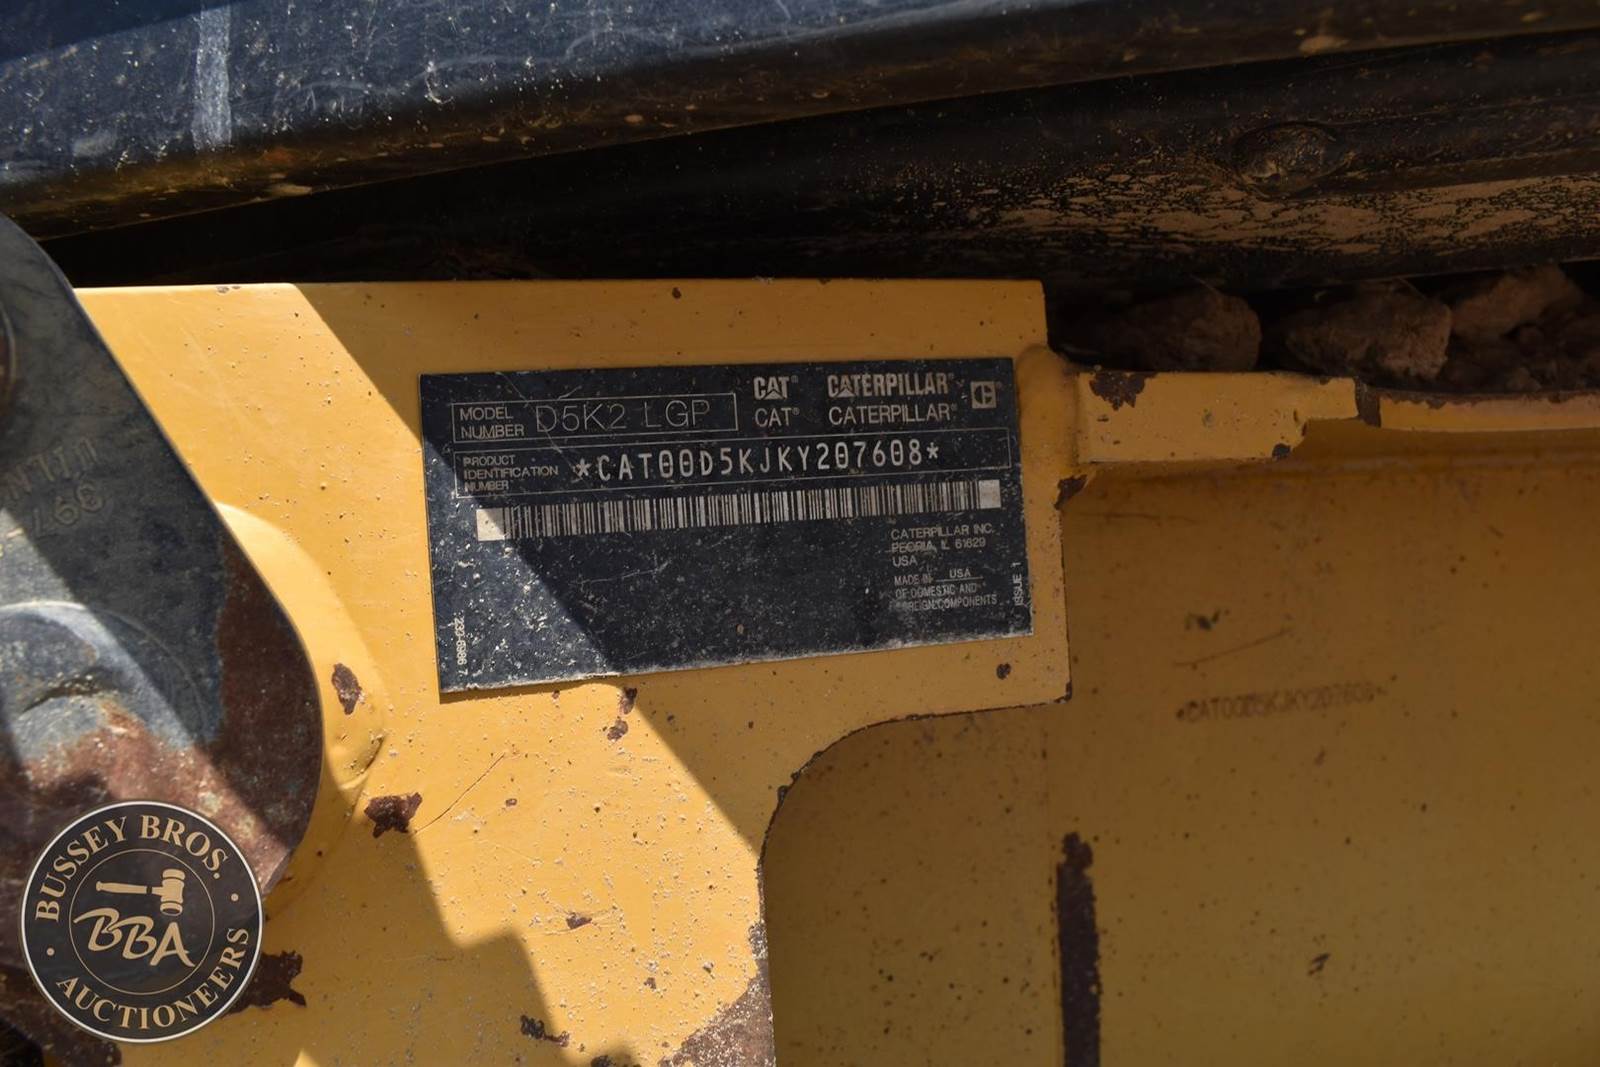 CAT® CATERPILLAR®
MODEL NUMBER D5K2 LGP CAT® CATERPILLAR®
PRODUCT IDENTIFICATION NUMBER *CAT00D5KJKY207608*
CATERPILLAR INC.
PEORIA, IL 61629
USA
MADE IN USA
OF DOMESTIC AND
FOREIGN COMPONENTS
ISSUE 1
*CAT00D5KJKY207608*
BUSSEY BROS.
BBA
AUCTIONEERS